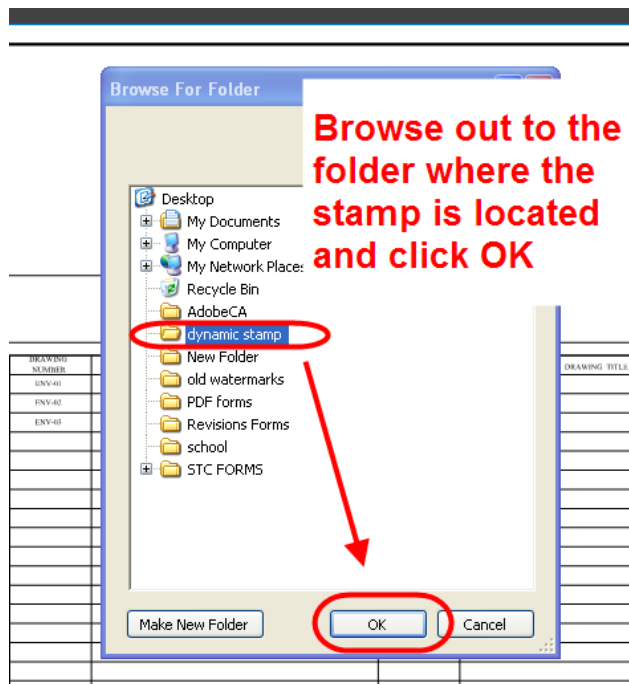 Browse For Folder
Browse out to the
folder where the
stamp is located
and click OK
Desktop
My Documents
My Computer
My Network Places
Recycle Bin
AdobeCA
dynamic stamp
New Folder
old watermarks
PDF forms
Revisions Forms
school
STC FORMS
Make New Folder
OK
Cancel
DRAWING
NUMBER
ENV-01
ENV-02
ENV-03
DRAWING TITLE